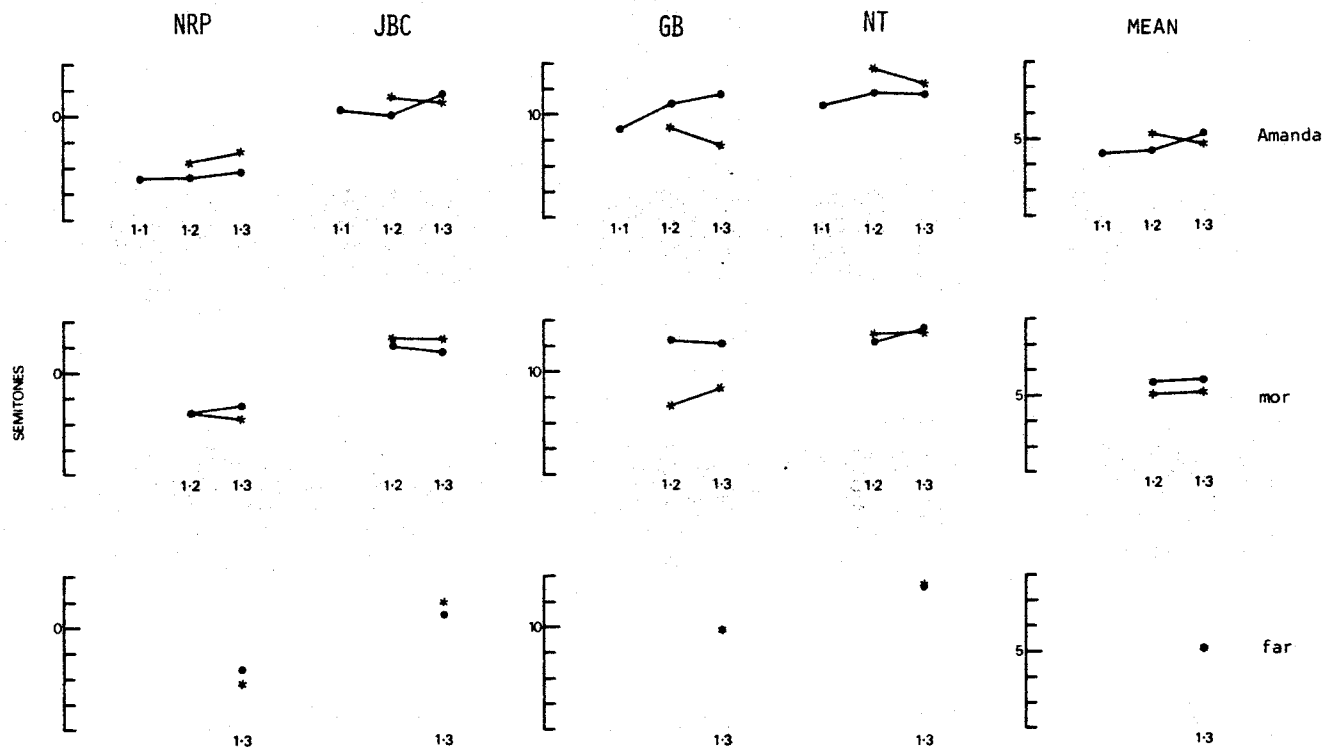 NRP JBC GB NT MEAN
0 10 5 Amanda
1·1 1·2 1·3 1·1 1·2 1·3 1·1 1·2 1·3 1·1 1·2 1·3 1·1 1·2 1·3
SEMITONES
0 10 5 mor
1·2 1·3 1·2 1·3 1·2 1·3 1·2 1·3 1·2 1·3
0 10 5 far
1·3 1·3 1·3 1·3 1·3